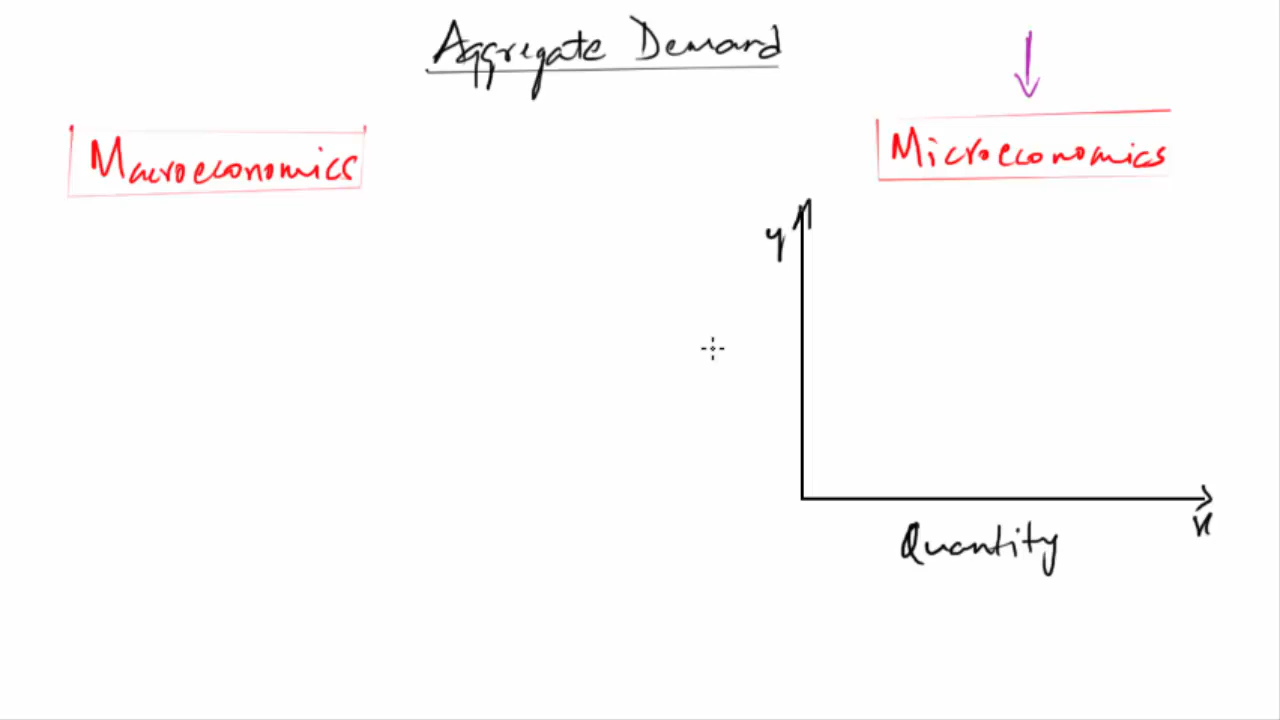 Aggregate Demand
Macroeconomics
Microeconomics
y
x
Quantity